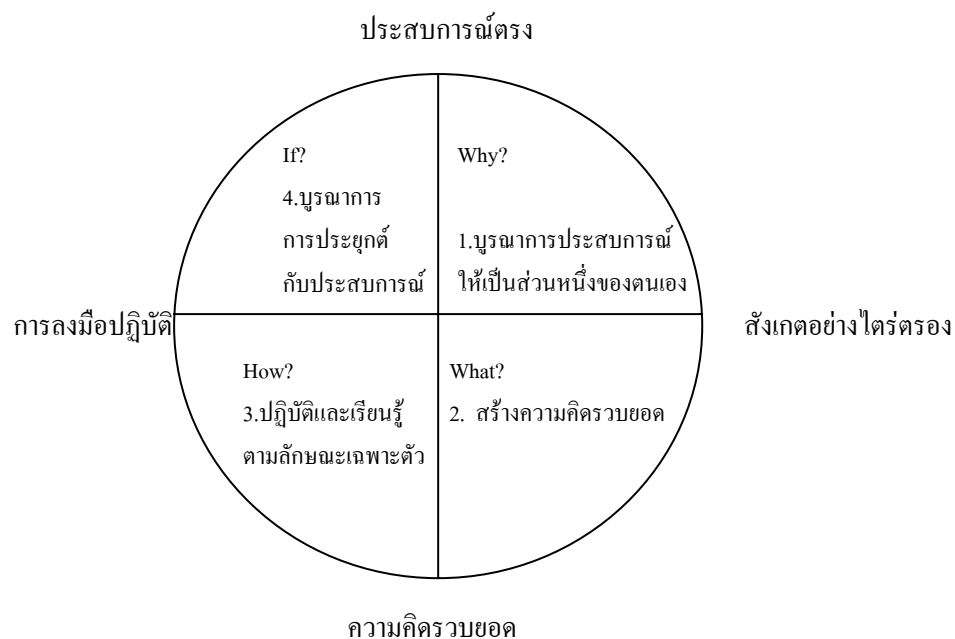 ประสบการณ์ตรง
If?
4.บูรณาการ
การประยุกต์
กับประสบการณ์
Why?
1.บูรณาการประสบการณ์
ให้เป็นส่วนหนึ่งของตนเอง
การลงมือปฏิบัติ
สังเกตอย่างไตร่ตรอง
How?
3.ปฏิบัติและเรียนรู้
ตามลักษณะเฉพาะตัว
What?
2. สร้างความคิดรวบยอด
ความคิดรวบยอด